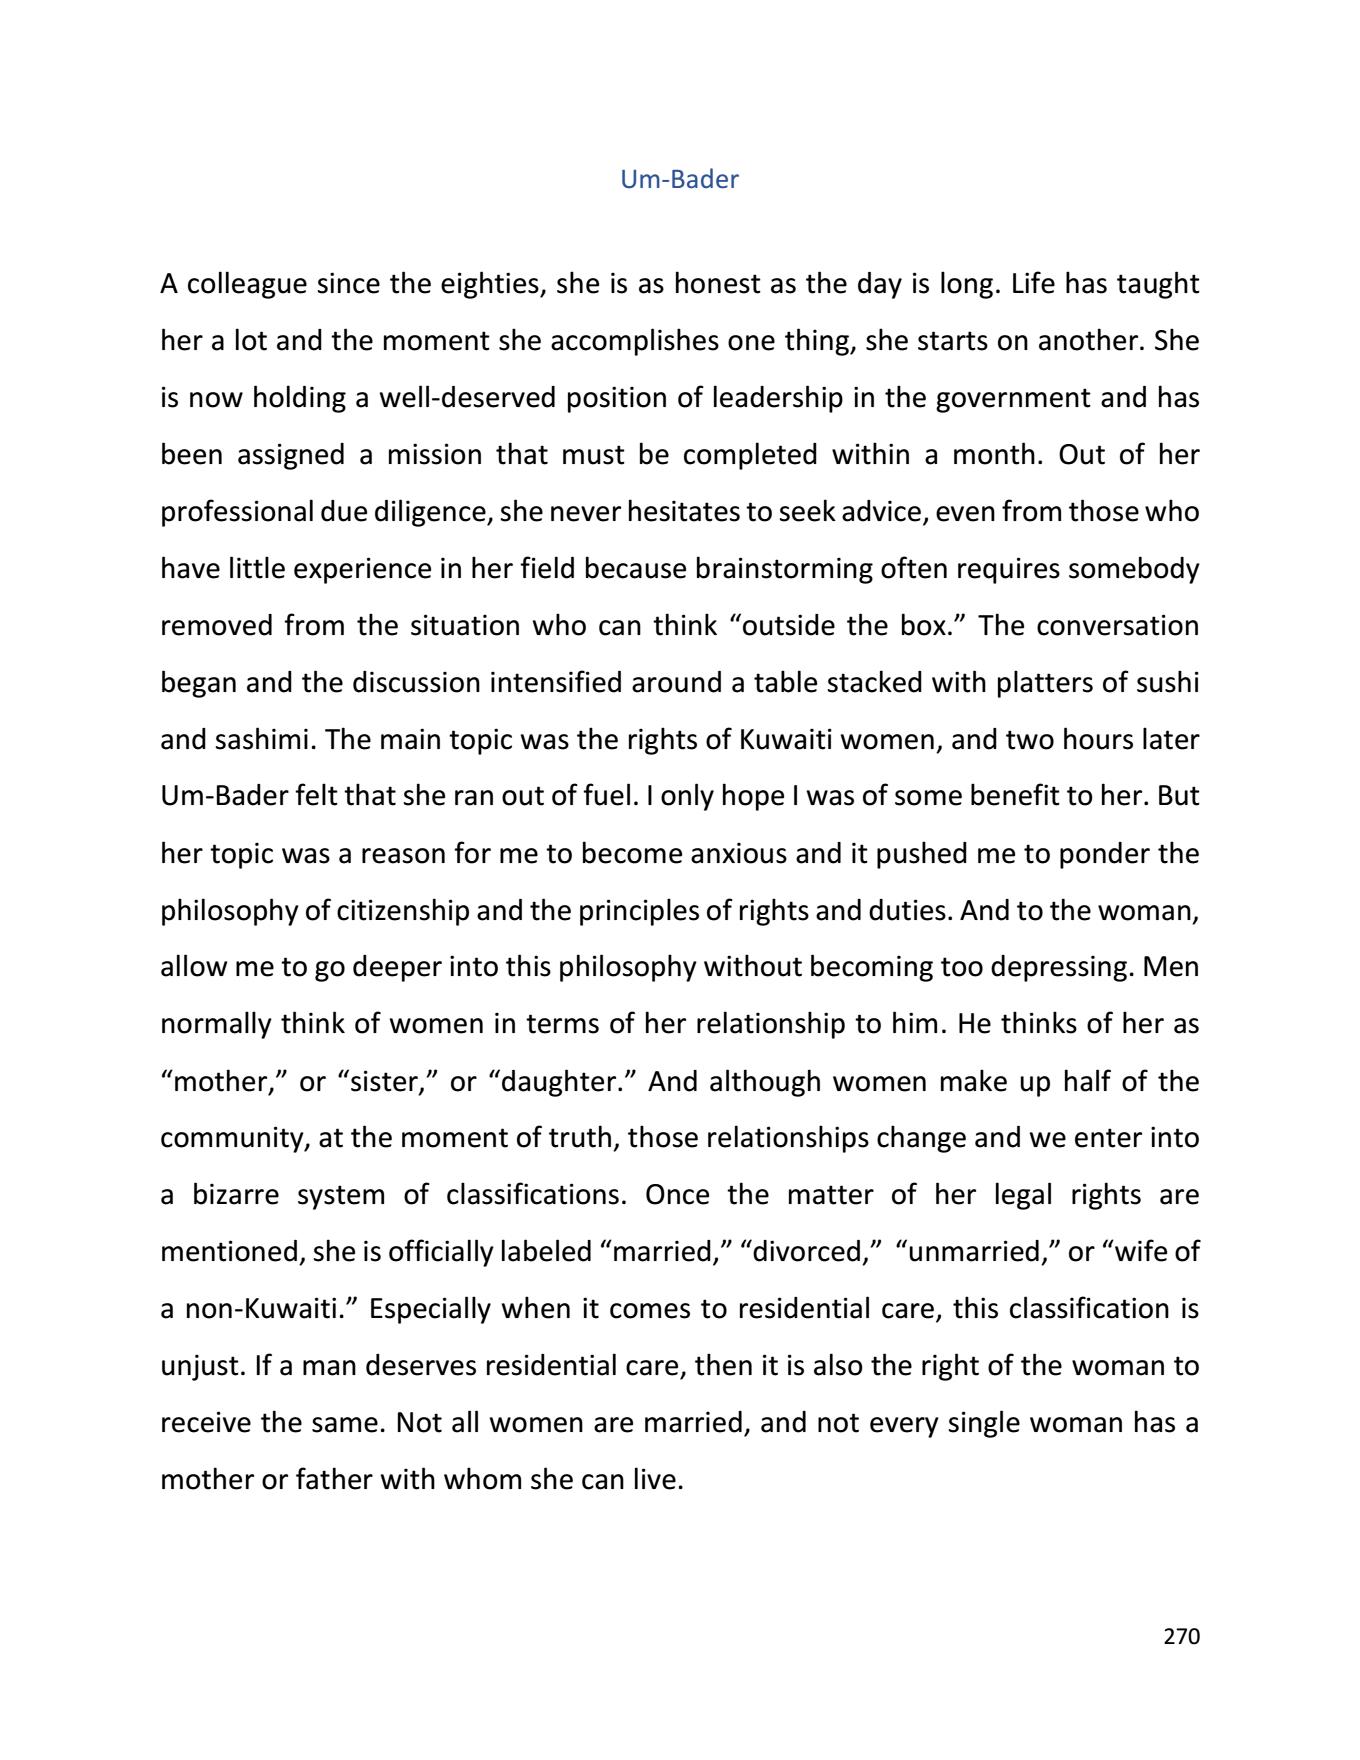 Um-Bader
A colleague since the eighties, she is as honest as the day is long. Life has taught
her a lot and the moment she accomplishes one thing, she starts on another. She
is now holding a well-deserved position of leadership in the government and has
been assigned a mission that must be completed within a month. Out of her
professional due diligence, she never hesitates to seek advice, even from those who
have little experience in her field because brainstorming often requires somebody
removed from the situation who can think “outside the box.” The conversation
began and the discussion intensified around a table stacked with platters of sushi
and sashimi. The main topic was the rights of Kuwaiti women, and two hours later
Um-Bader felt that she ran out of fuel. I only hope I was of some benefit to her. But
her topic was a reason for me to become anxious and it pushed me to ponder the
philosophy of citizenship and the principles of rights and duties. And to the woman,
allow me to go deeper into this philosophy without becoming too depressing. Men
normally think of women in terms of her relationship to him. He thinks of her as
“mother,” or “sister,” or “daughter.” And although women make up half of the
community, at the moment of truth, those relationships change and we enter into
a bizarre system of classifications. Once the matter of her legal rights are
mentioned, she is officially labeled “married,” “divorced,” “unmarried,” or “wife of
a non-Kuwaiti.” Especially when it comes to residential care, this classification is
unjust. If a man deserves residential care, then it is also the right of the woman to
receive the same. Not all women are married, and not every single woman has a
mother or father with whom she can live.
270